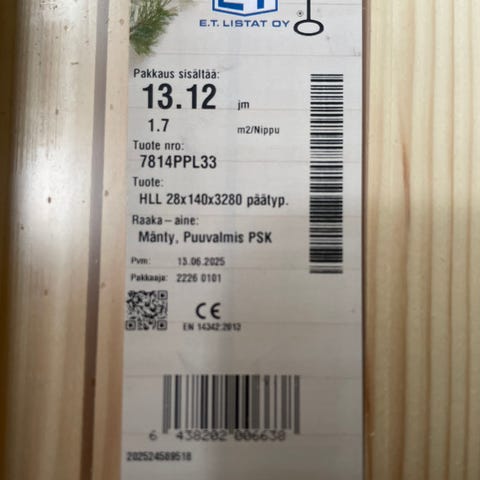 E.T. LISTAT OY
Pakkaus sisältää:
13.12 jm
1.7 m2/Nippu
Tuote nro:
7814PPL33
Tuote:
HLL 28x140x3280 päätyp.
Raaka-aine:
Mänty, Puuvalmis PSK
Pvm: 13.06.2025
Pakkaaja: 2226 0101
CE
EN 14342:2013
6 438202 006638
202524589518